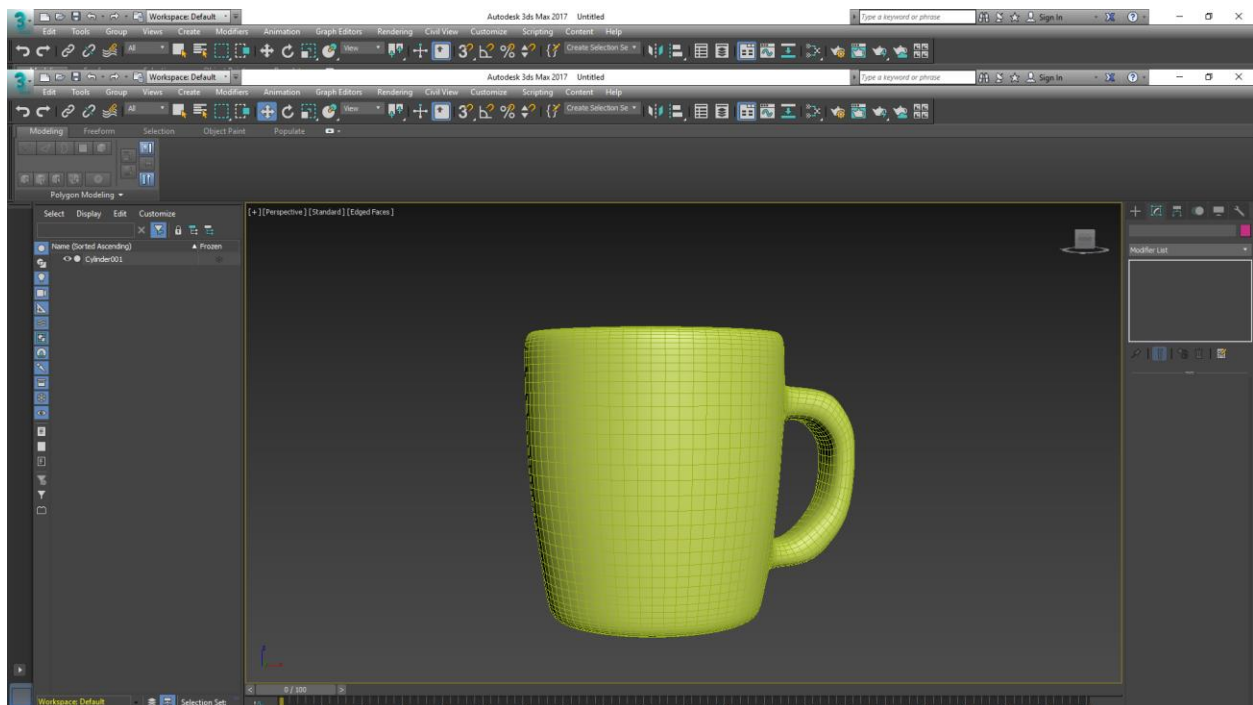 Workspace: Default Autodesk 3ds Max 2017 Untitled Type a keyword or phrase Sign In
Edit Tools Group Views Create Modifiers Animation Graph Editors Rendering Civil View Customize Scripting Content Help
All View Create Selection Se
Workspace: Default Autodesk 3ds Max 2017 Untitled Type a keyword or phrase Sign In
Edit Tools Group Views Create Modifiers Animation Graph Editors Rendering Civil View Customize Scripting Content Help
All View Create Selection Se
Modeling Freeform Selection Object Paint Populate
Polygon Modeling
Select Display Edit Customize
[+] [Perspective] [Standard] [Edged Faces]
Name (Sorted Ascending) Frozen
Modifier List
Cylinder001
0 / 100
Workspace: Default Selection Set: